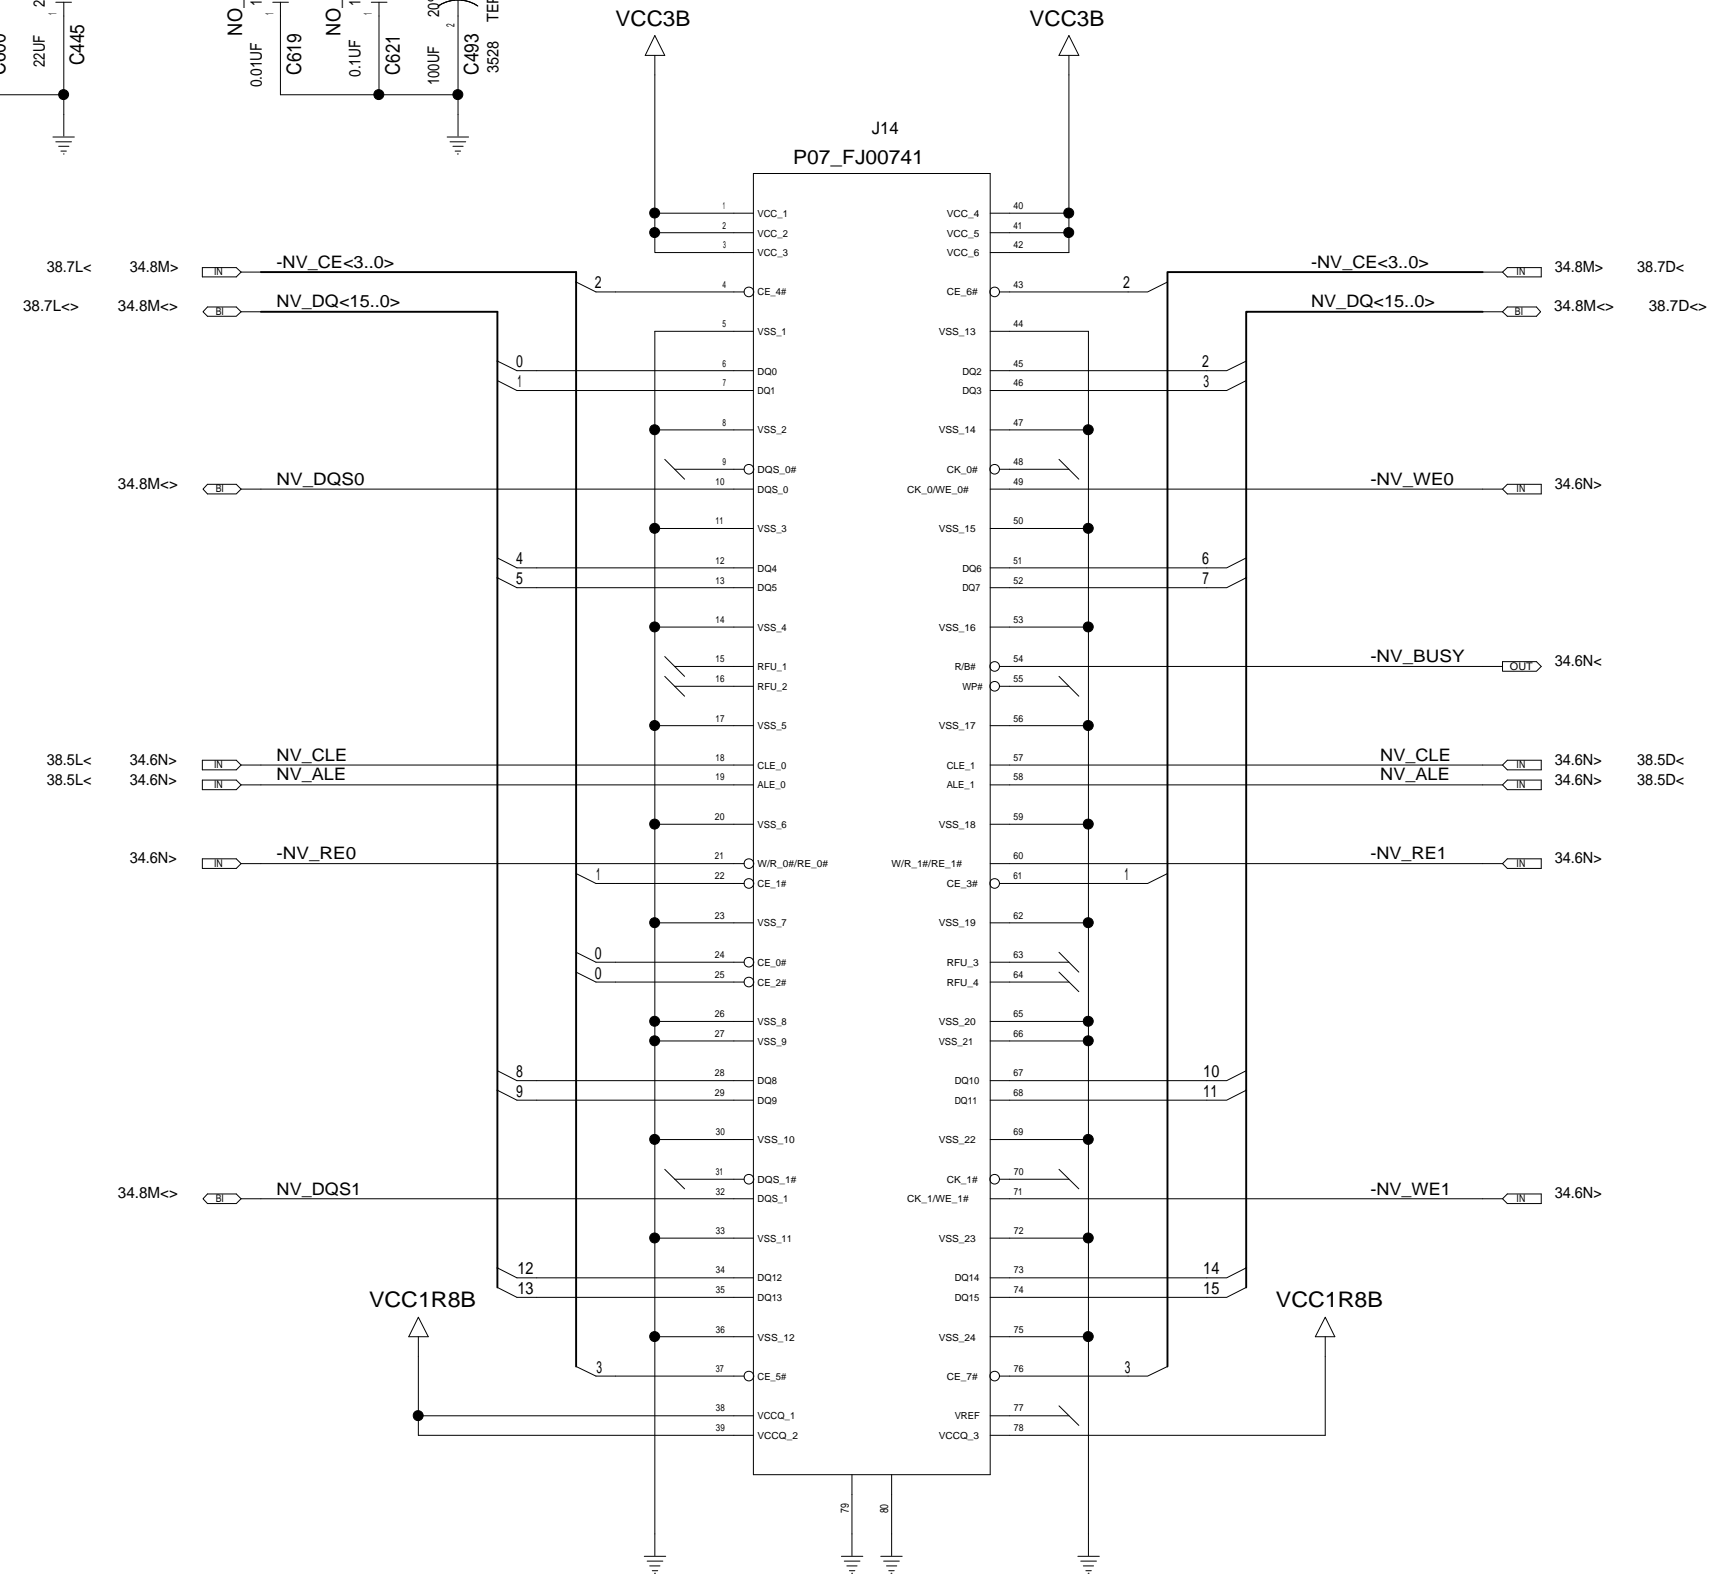 22UF
C445
NO_
0.01UF
C619
NO_
0.1UF
C621
100UF
C493
3528
VCC3B
VCC3B
J14
P07_FJ00741
1 VCC_1 VCC_4 40
2 VCC_2 VCC_5 41
3 VCC_3 VCC_6 42
38.7L< 34.8M> IN -NV_CE<3..0> -NV_CE<3..0> IN 34.8M> 38.7D<
2 4 CE_4# CE_6# 43 2
38.7L<> 34.8M<> BI NV_DQ<15..0> NV_DQ<15..0> BI 34.8M<> 38.7D<>
5 VSS_1 VSS_13 44
0 6 DQ0 DQ2 45 2
1 7 DQ1 DQ3 46 3
8 VSS_2 VSS_14 47
9 DQS_0# CK_0# 48
34.8M<> BI NV_DQS0 10 DQS_0 CK_0/WE_0# 49 -NV_WE0 IN 34.6N>
11 VSS_3 VSS_15 50
4 12 DQ4 DQ6 51 6
5 13 DQ5 DQ7 52 7
14 VSS_4 VSS_16 53
15 RFU_1 R/B# 54 -NV_BUSY OUT 34.6N<
16 RFU_2 WP# 55
17 VSS_5 VSS_17 56
38.5L< 34.6N> IN NV_CLE 18 CLE_0 CLE_1 57 NV_CLE IN 34.6N> 38.5D<
38.5L< 34.6N> IN NV_ALE 19 ALE_0 ALE_1 58 NV_ALE IN 34.6N> 38.5D<
20 VSS_6 VSS_18 59
34.6N> IN -NV_RE0 21 W/R_0#/RE_0# W/R_1#/RE_1# 60 -NV_RE1 IN 34.6N>
1 22 CE_1# CE_3# 61 1
23 VSS_7 VSS_19 62
0 24 CE_0# RFU_3 63
0 25 CE_2# RFU_4 64
26 VSS_8 VSS_20 65
27 VSS_9 VSS_21 66
8 28 DQ8 DQ10 67 10
9 29 DQ9 DQ11 68 11
30 VSS_10 VSS_22 69
31 DQS_1# CK_1# 70
34.8M<> BI NV_DQS1 32 DQS_1 CK_1/WE_1# 71 -NV_WE1 IN 34.6N>
33 VSS_11 VSS_23 72
12 34 DQ12 DQ14 73 14
13 35 DQ13 DQ15 74 15
VCC1R8B VCC1R8B
36 VSS_12 VSS_24 75
3 37 CE_5# CE_7# 76 3
38 VCCQ_1 VREF 77
39 VCCQ_2 VCCQ_3 78
79 80